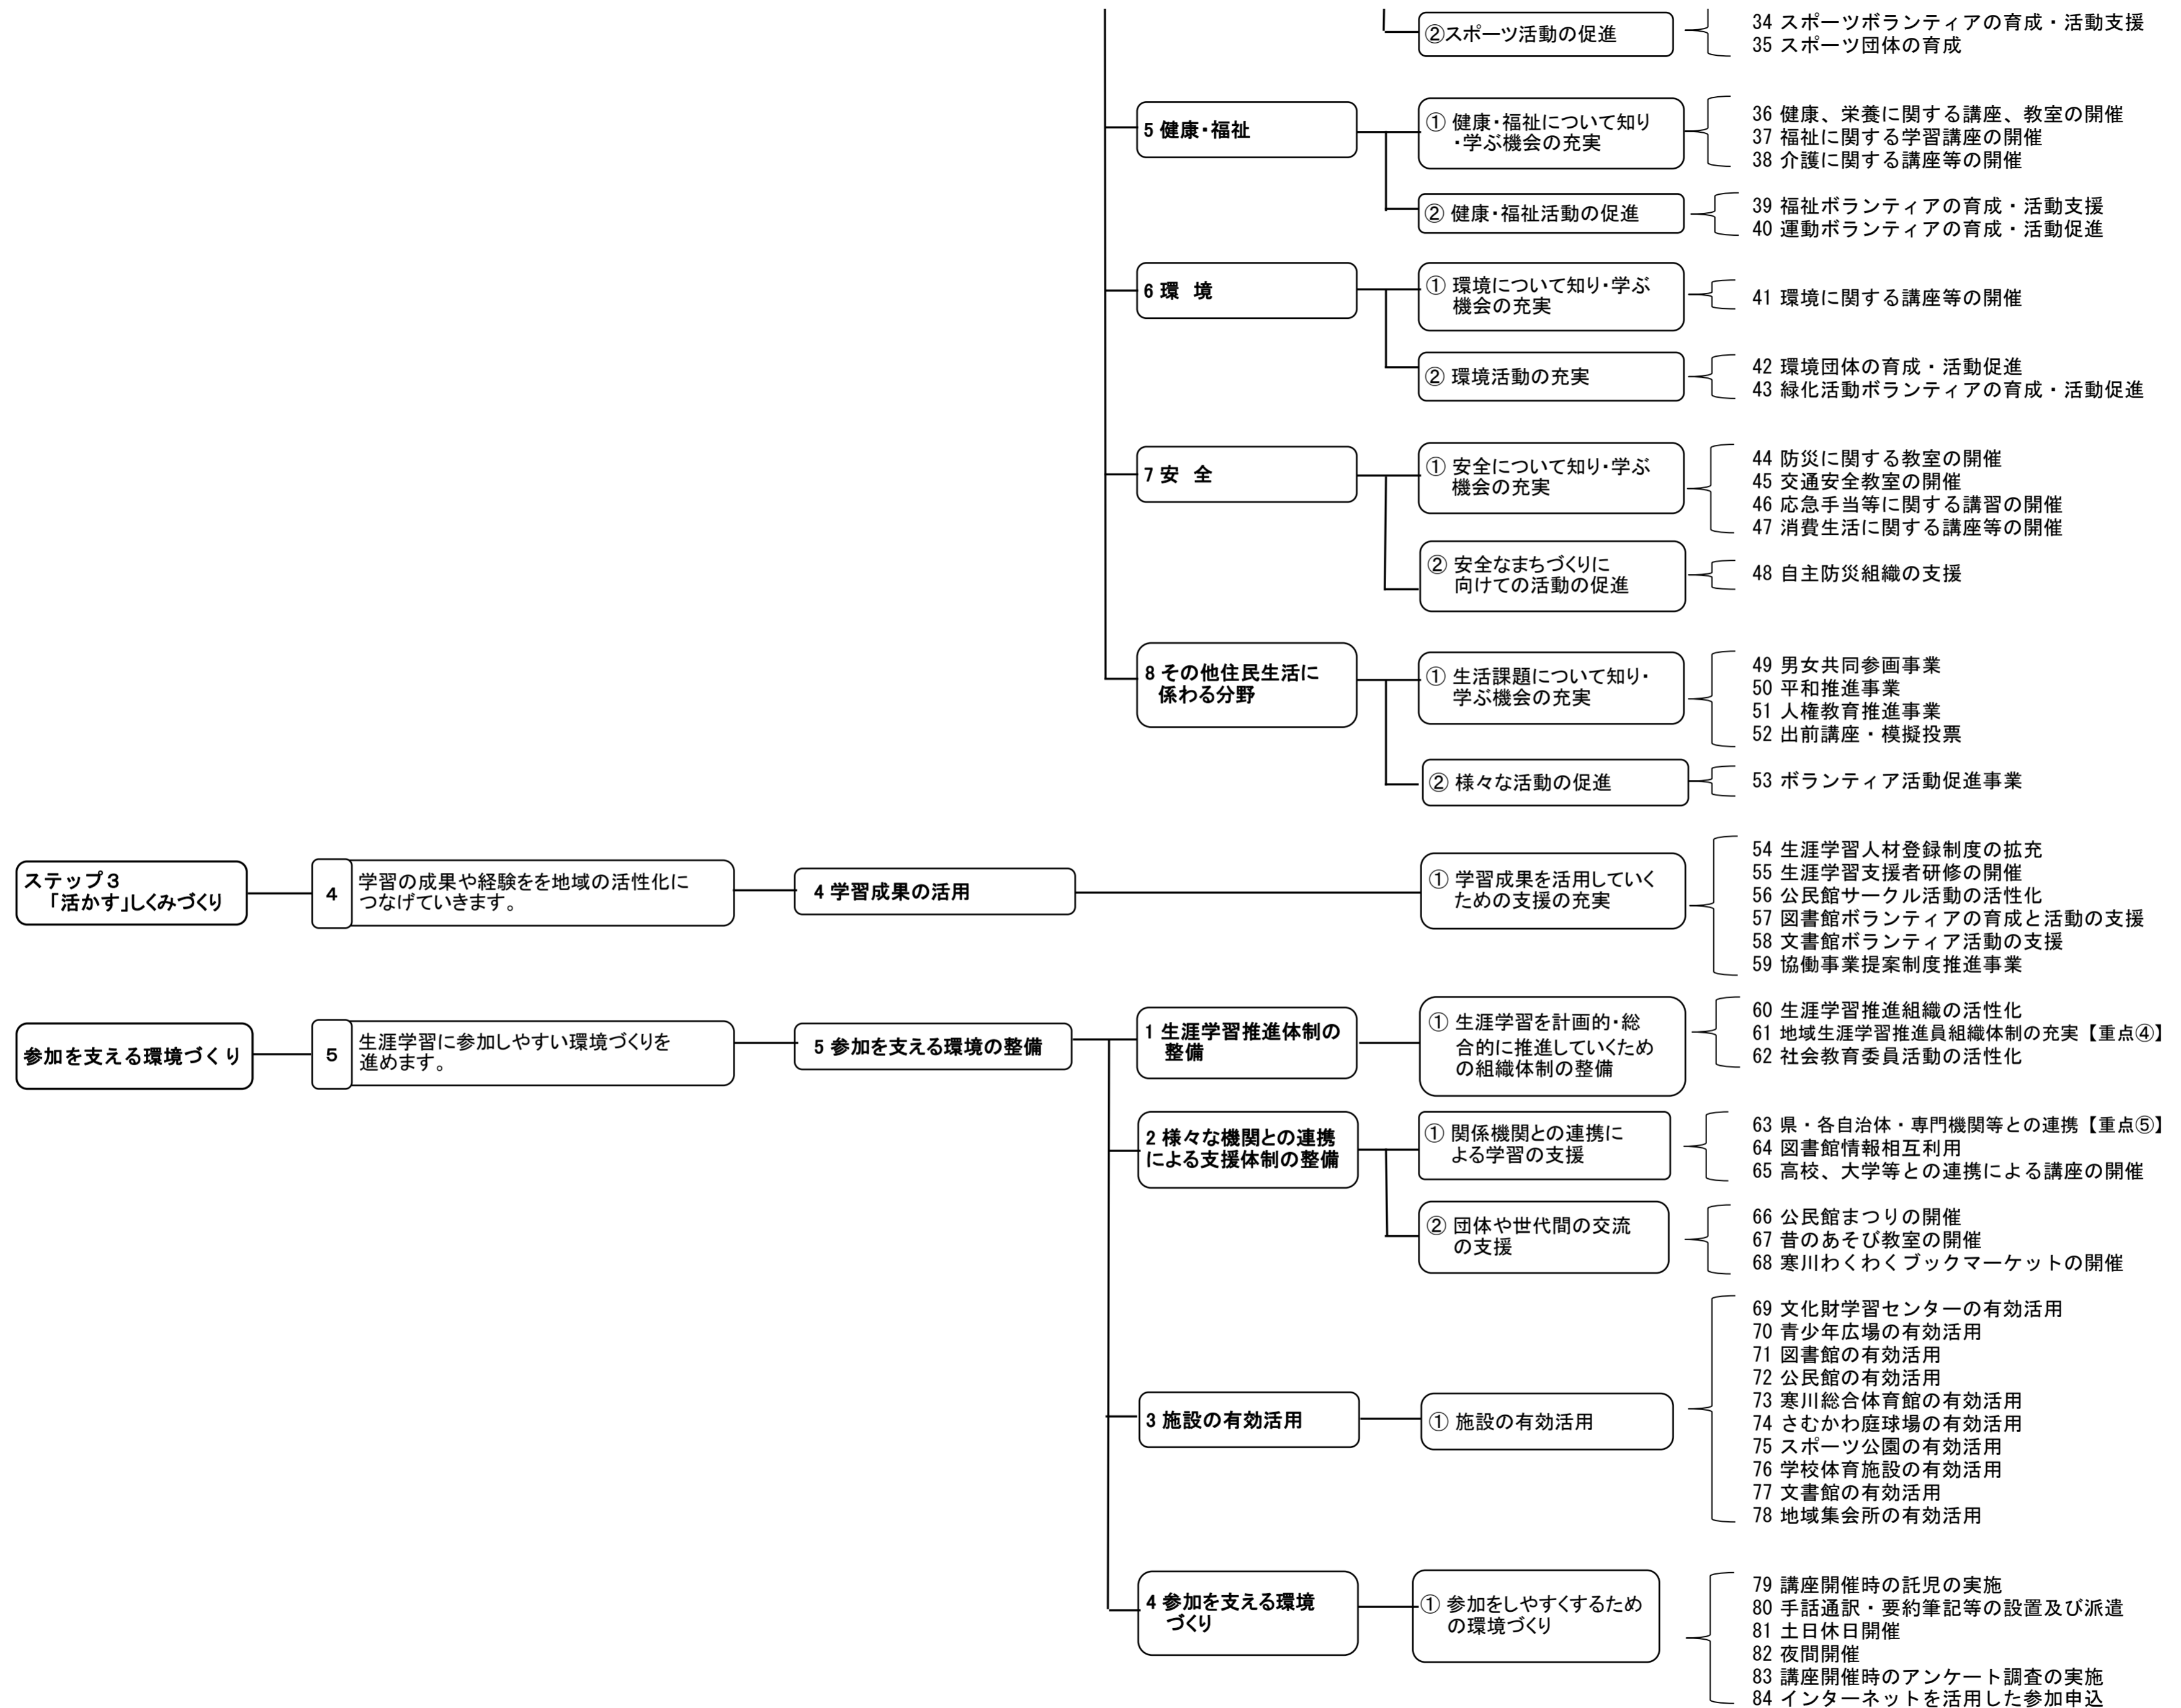 ②スポーツ活動の促進
34 スポーツボランティアの育成・活動支援
35 スポーツ団体の育成
5 健康・福祉
① 健康・福祉について知り
・学ぶ機会の充実
36 健康、栄養に関する講座、教室の開催
37 福祉に関する学習講座の開催
38 介護に関する講座等の開催
② 健康・福祉活動の促進
39 福祉ボランティアの育成・活動支援
40 運動ボランティアの育成・活動促進
6 環 境
① 環境について知り・学ぶ
機会の充実
41 環境に関する講座等の開催
② 環境活動の充実
42 環境団体の育成・活動促進
43 緑化活動ボランティアの育成・活動促進
7 安 全
① 安全について知り・学ぶ
機会の充実
44 防災に関する教室の開催
45 交通安全教室の開催
46 応急手当等に関する講習の開催
47 消費生活に関する講座等の開催
② 安全なまちづくりに
向けての活動の促進
48 自主防災組織の支援
8 その他住民生活に
係わる分野
① 生活課題について知り・
学ぶ機会の充実
49 男女共同参画事業
50 平和推進事業
51 人権教育推進事業
52 出前講座・模擬投票
② 様々な活動の促進
53 ボランティア活動促進事業
ステップ３
「活かす」しくみづくり
4
学習の成果や経験をを地域の活性化に
つなげていきます。
4 学習成果の活用
① 学習成果を活用していく
ための支援の充実
54 生涯学習人材登録制度の拡充
55 生涯学習支援者研修の開催
56 公民館サークル活動の活性化
57 図書館ボランティアの育成と活動の支援
58 文書館ボランティア活動の支援
59 協働事業提案制度推進事業
参加を支える環境づくり
5
生涯学習に参加しやすい環境づくりを
進めます。
5 参加を支える環境の整備
1 生涯学習推進体制の
整備
① 生涯学習を計画的・総
合的に推進していくため
の組織体制の整備
60 生涯学習推進組織の活性化
61 地域生涯学習推進員組織体制の充実【重点④】
62 社会教育委員活動の活性化
2 様々な機関との連携
による支援体制の整備
① 関係機関との連携に
よる学習の支援
63 県・各自治体・専門機関等との連携【重点⑤】
64 図書館情報相互利用
65 高校、大学等との連携による講座の開催
② 団体や世代間の交流
の支援
66 公民館まつりの開催
67 昔のあそび教室の開催
68 寒川わくわくブックマーケットの開催
3 施設の有効活用
① 施設の有効活用
69 文化財学習センターの有効活用
70 青少年広場の有効活用
71 図書館の有効活用
72 公民館の有効活用
73 寒川総合体育館の有効活用
74 さむかわ庭球場の有効活用
75 スポーツ公園の有効活用
76 学校体育施設の有効活用
77 文書館の有効活用
78 地域集会所の有効活用
4 参加を支える環境
づくり
① 参加をしやすくするため
の環境づくり
79 講座開催時の託児の実施
80 手話通訳・要約筆記等の設置及び派遣
81 土日休日開催
82 夜間開催
83 講座開催時のアンケート調査の実施
84 インターネットを活用した参加申込